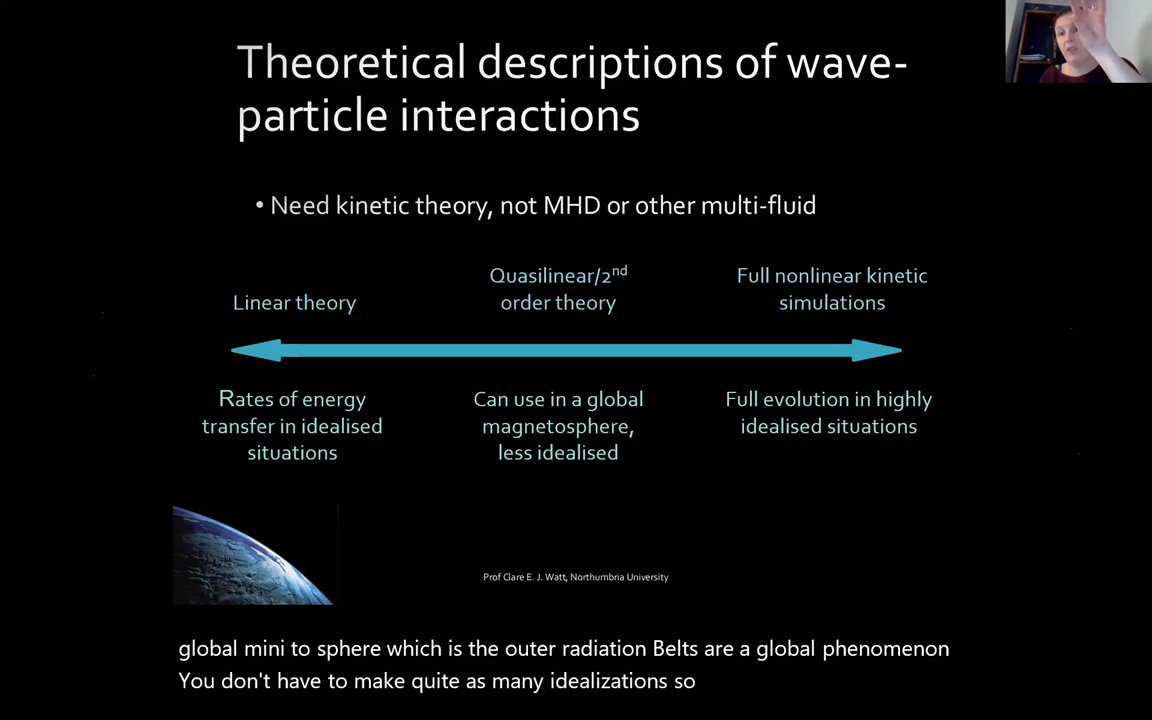 Theoretical descriptions of wave-
particle interactions
• Need kinetic theory, not MHD or other multi-fluid
Linear theory
Quasilinear/2nd
order theory
Full nonlinear kinetic
simulations
Rates of energy
transfer in idealised
situations
Can use in a global
magnetosphere,
less idealised
Full evolution in highly
idealised situations
Prof Clare E. J. Watt, Northumbria University
global mini to sphere which is the outer radiation Belts are a global phenomenon
You don't have to make quite as many idealizations so